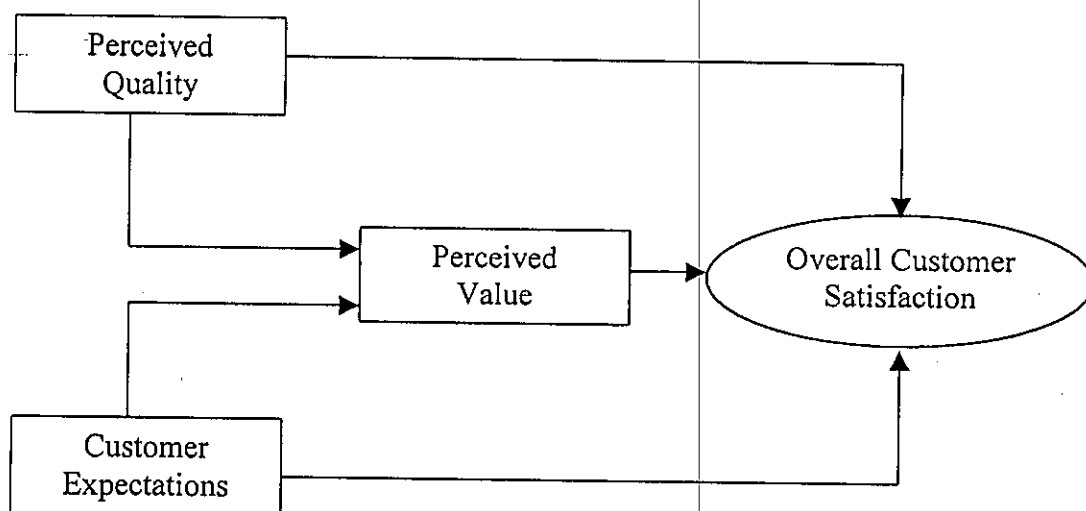 Perceived
Quality
Perceived
Value
Overall Customer
Satisfaction
Customer
Expectations